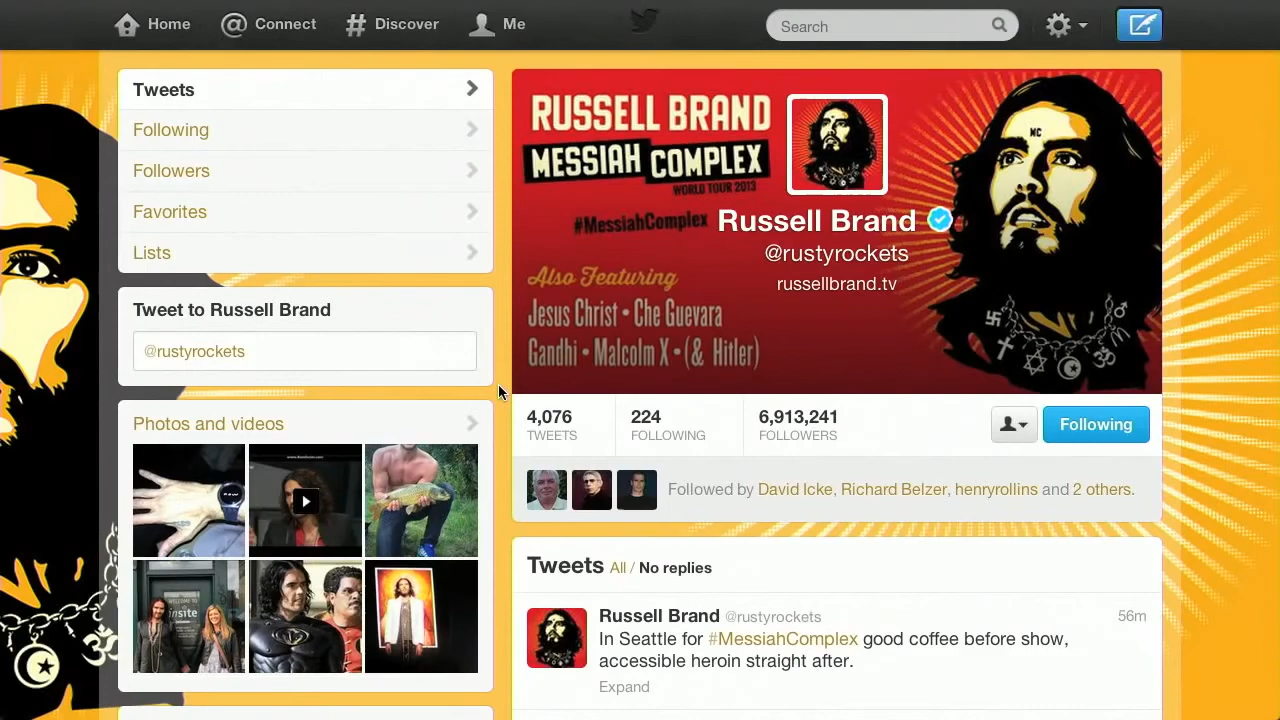 Home
Connect
Discover
Me
Search
Tweets
Following
Followers
Favorites
Lists
Tweet to Russell Brand
@rustyrockets
Photos and videos
RUSSELL BRAND
MESSIAH COMPLEX
WORLD TOUR 2013
#MessiahComplex
MC
Russell Brand
@rustyrockets
russellbrand.tv
Also Featuring
Jesus Christ • Che Guevara
Gandhi • Malcolm X • (& Hitler)
4,076
TWEETS
224
FOLLOWING
6,913,241
FOLLOWERS
Following
Followed by David Icke, Richard Belzer, henryrollins and 2 others.
Tweets All / No replies
Russell Brand @rustyrockets 56m
In Seattle for #MessiahComplex good coffee before show,
accessible heroin straight after.
Expand